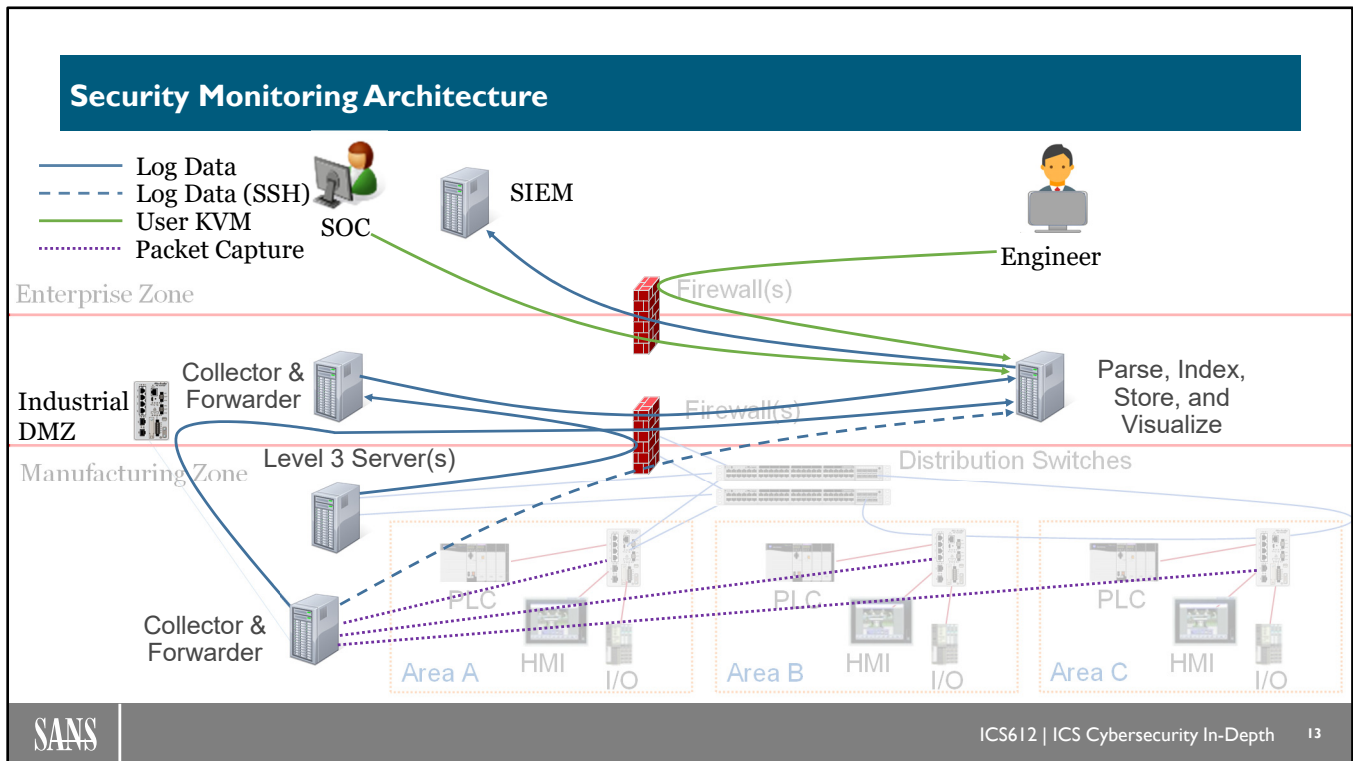 Security Monitoring Architecture
Log Data
Log Data (SSH)
User KVM
Packet Capture
SOC
SIEM
Engineer
Enterprise Zone
Firewall(s)
Collector &
Forwarder
Industrial
DMZ
Firewall(s)
Parse, Index,
Store, and
Visualize
Level 3 Server(s)
Manufacturing Zone
Distribution Switches
PLC
PLC
PLC
Collector &
Forwarder
HMI
HMI
HMI
Area A
I/O
Area B
I/O
Area C
I/O
SANS
ICS612 | ICS Cybersecurity In-Depth 13